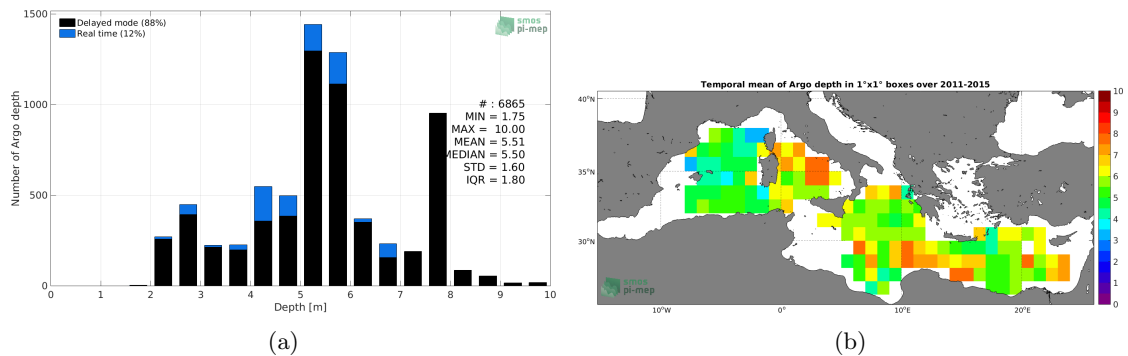 Delayed mode (88%)
Real time (12%)
smos
pi-mep
1500
1000
500
0
Number of Argo depth
# : 6865
MIN = 1.75
MAX = 10.00
MEAN = 5.51
MEDIAN = 5.50
STD = 1.60
IQR = 1.80
0 1 2 3 4 5 6 7 8 9 10
Depth [m]
(a)
Temporal mean of Argo depth in 1°x1° boxes over 2011-2015
40°N
35°N
30°N
10°W 0° 10°E 20°E
smos
pi-mep
10
9
8
7
6
5
4
3
2
1
0
(b)